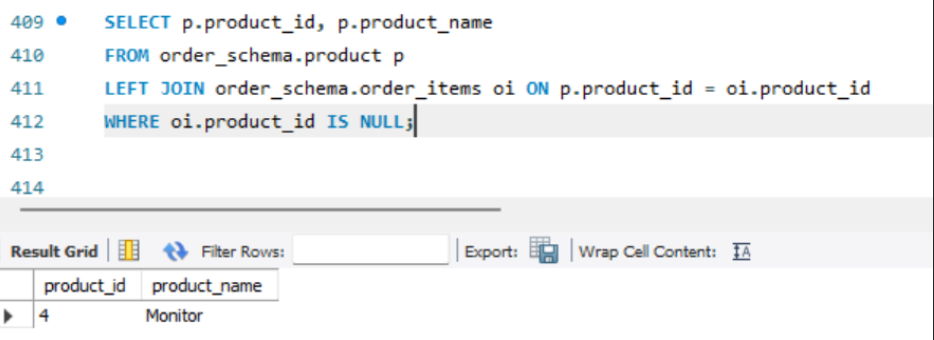 409 SELECT p.product_id, p.product_name
410 FROM order_schema.product p
411 LEFT JOIN order_schema.order_items oi ON p.product_id = oi.product_id
412 WHERE oi.product_id IS NULL;
413
414
Result Grid Filter Rows: Export: Wrap Cell Content: IA
product_id product_name
4 Monitor